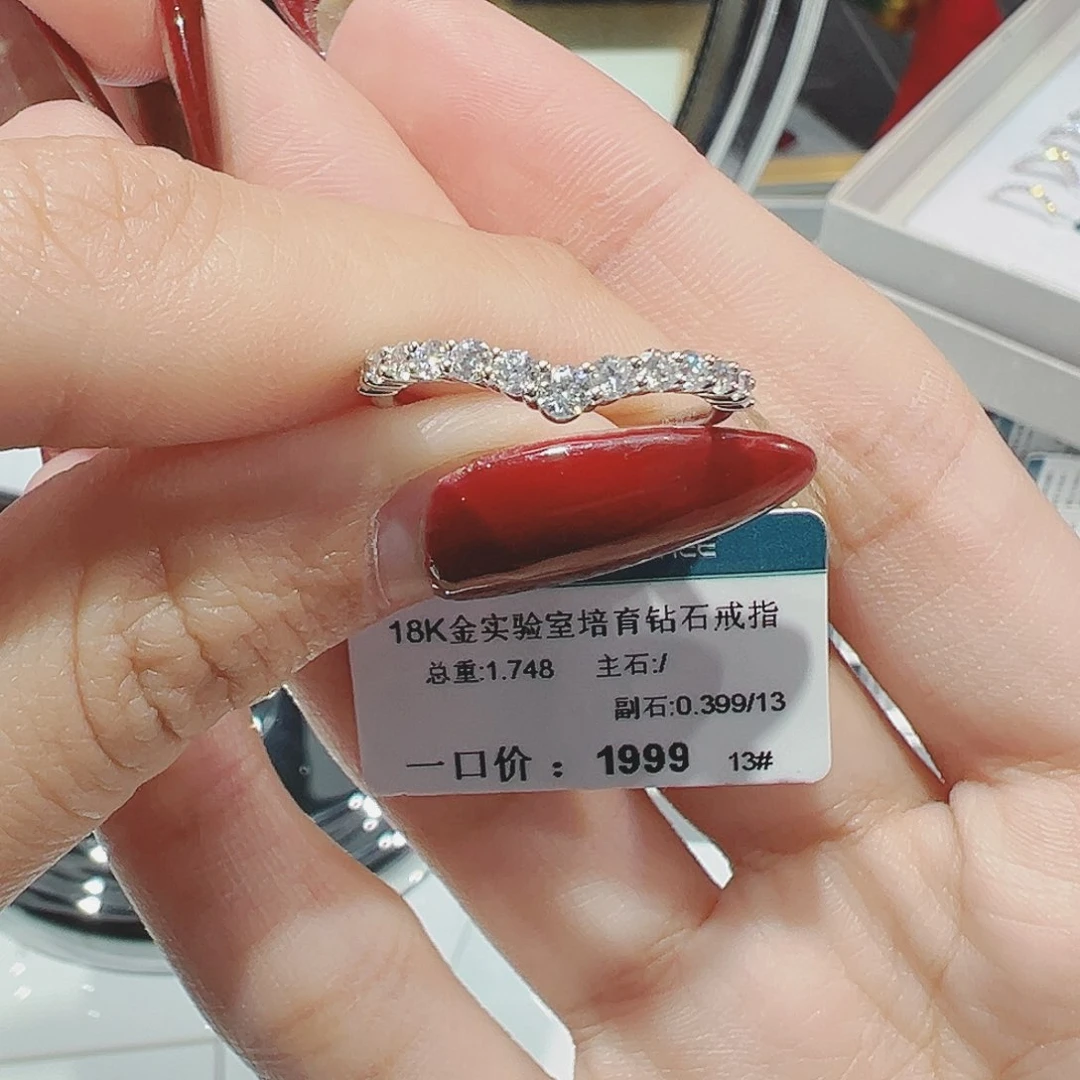 18K金实验室培育钻石戒指
总重:1.748 主石:/
副石:0.399/13
一口价：1999 13#